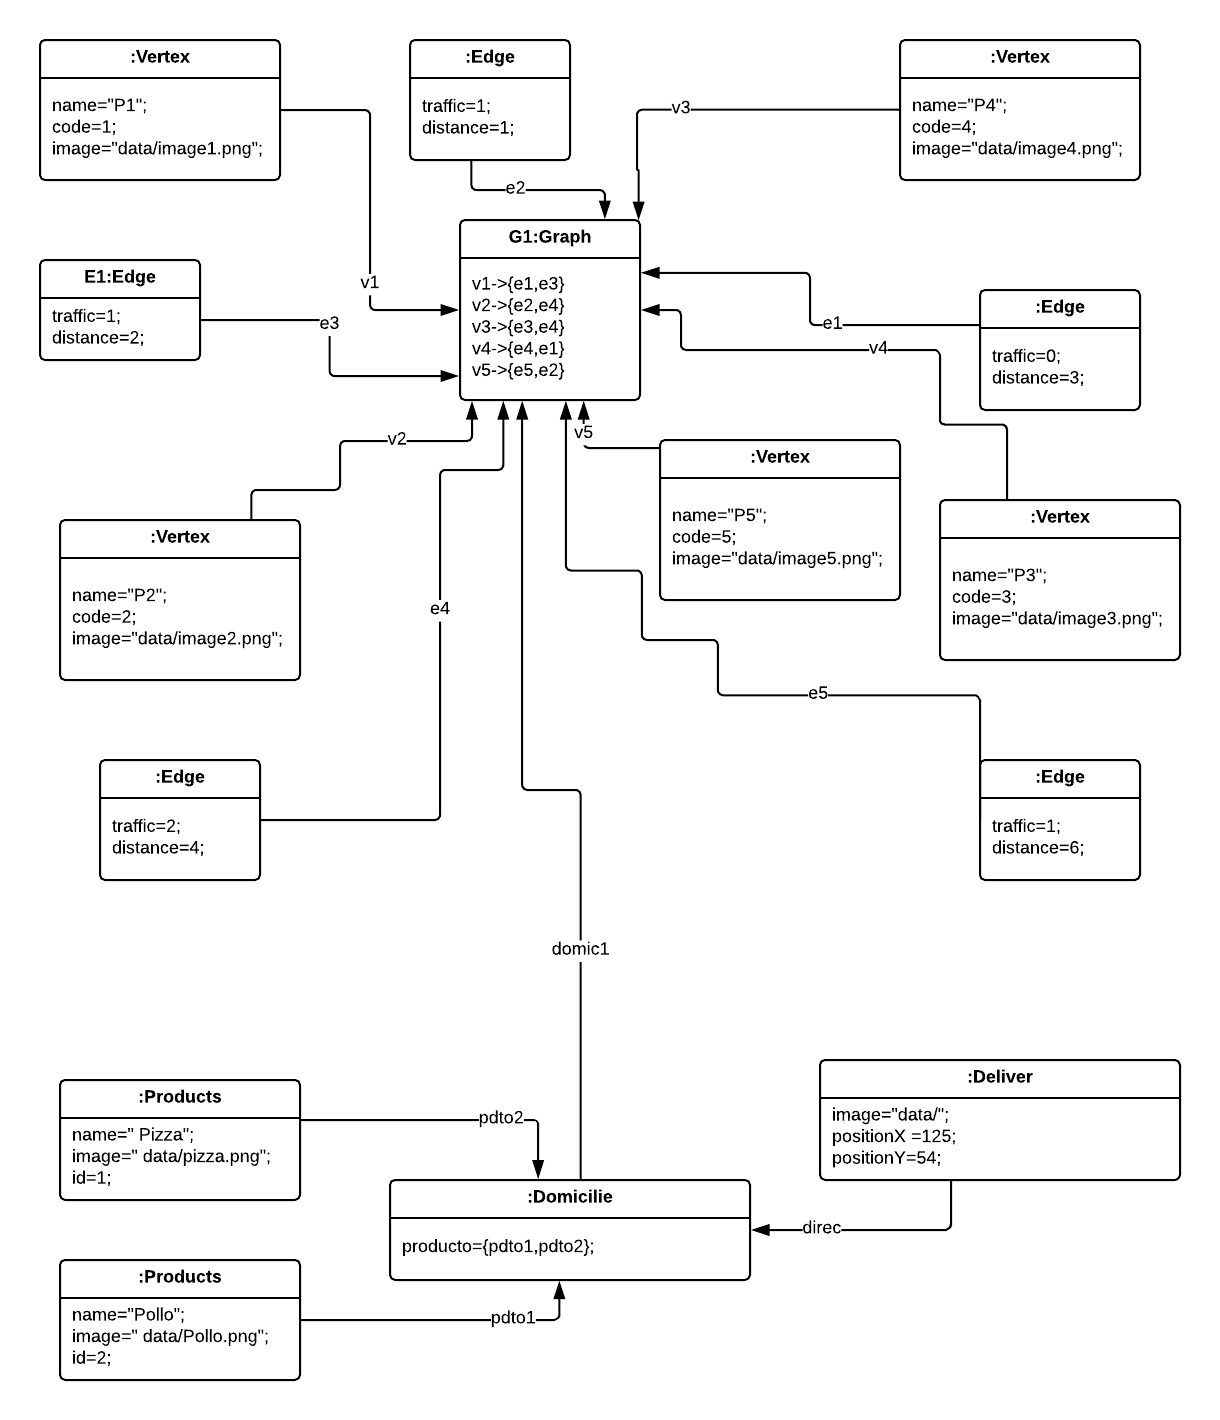 :Vertex
name="P1";
code=1;
image="data/image1.png";
:Edge
traffic=1;
distance=1;
:Vertex
name="P4";
code=4;
image="data/image4.png";
v3
e2
G1:Graph
v1->{e1,e3}
v2->{e2,e4}
v3->{e3,e4}
v4->{e4,e1}
v5->{e5,e2}
v1
E1:Edge
traffic=1;
distance=2;
e3
e1
:Edge
traffic=0;
distance=3;
v4
v2
v5
:Vertex
name="P5";
code=5;
image="data/image5.png";
:Vertex
name="P3";
code=3;
image="data/image3.png";
:Vertex
name="P2";
code=2;
image="data/image2.png";
e4
e5
:Edge
traffic=2;
distance=4;
:Edge
traffic=1;
distance=6;
domic1
:Products
name=" Pizza";
image=" data/pizza.png";
id=1;
pdto2
:Deliver
image="data/";
positionX =125;
positionY=54;
:Domicilie
producto={pdto1,pdto2};
direc
:Products
name="Pollo";
image=" data/Pollo.png";
id=2;
pdto1